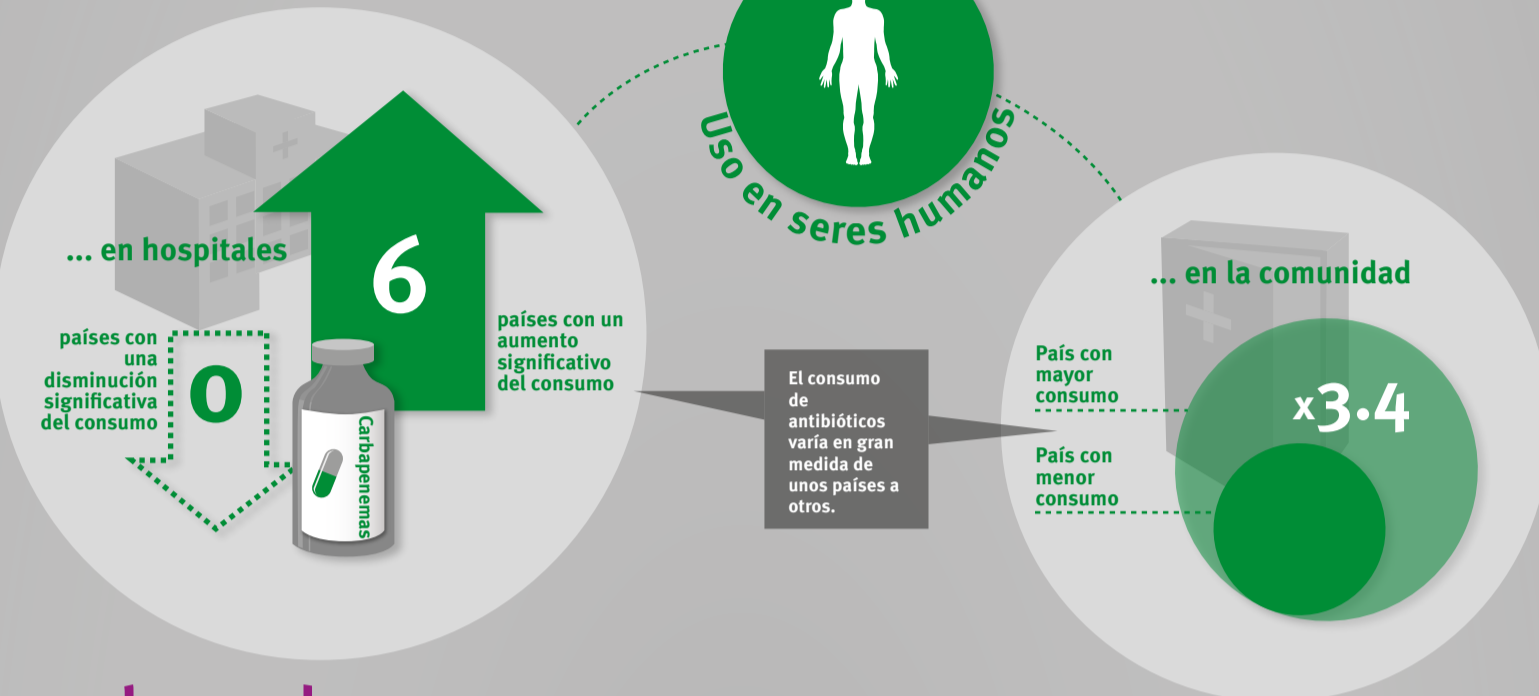 Uso en seres humanos
... en hospitales
6
países con un
aumento
significativo
del consumo
países con
una
disminución
significativa
del consumo
0
Carbapenemas
El consumo
de
antibióticos
varía en gran
medida de
unos países a
otros.
... en la comunidad
País con
mayor
consumo
x3.4
País con
menor
consumo